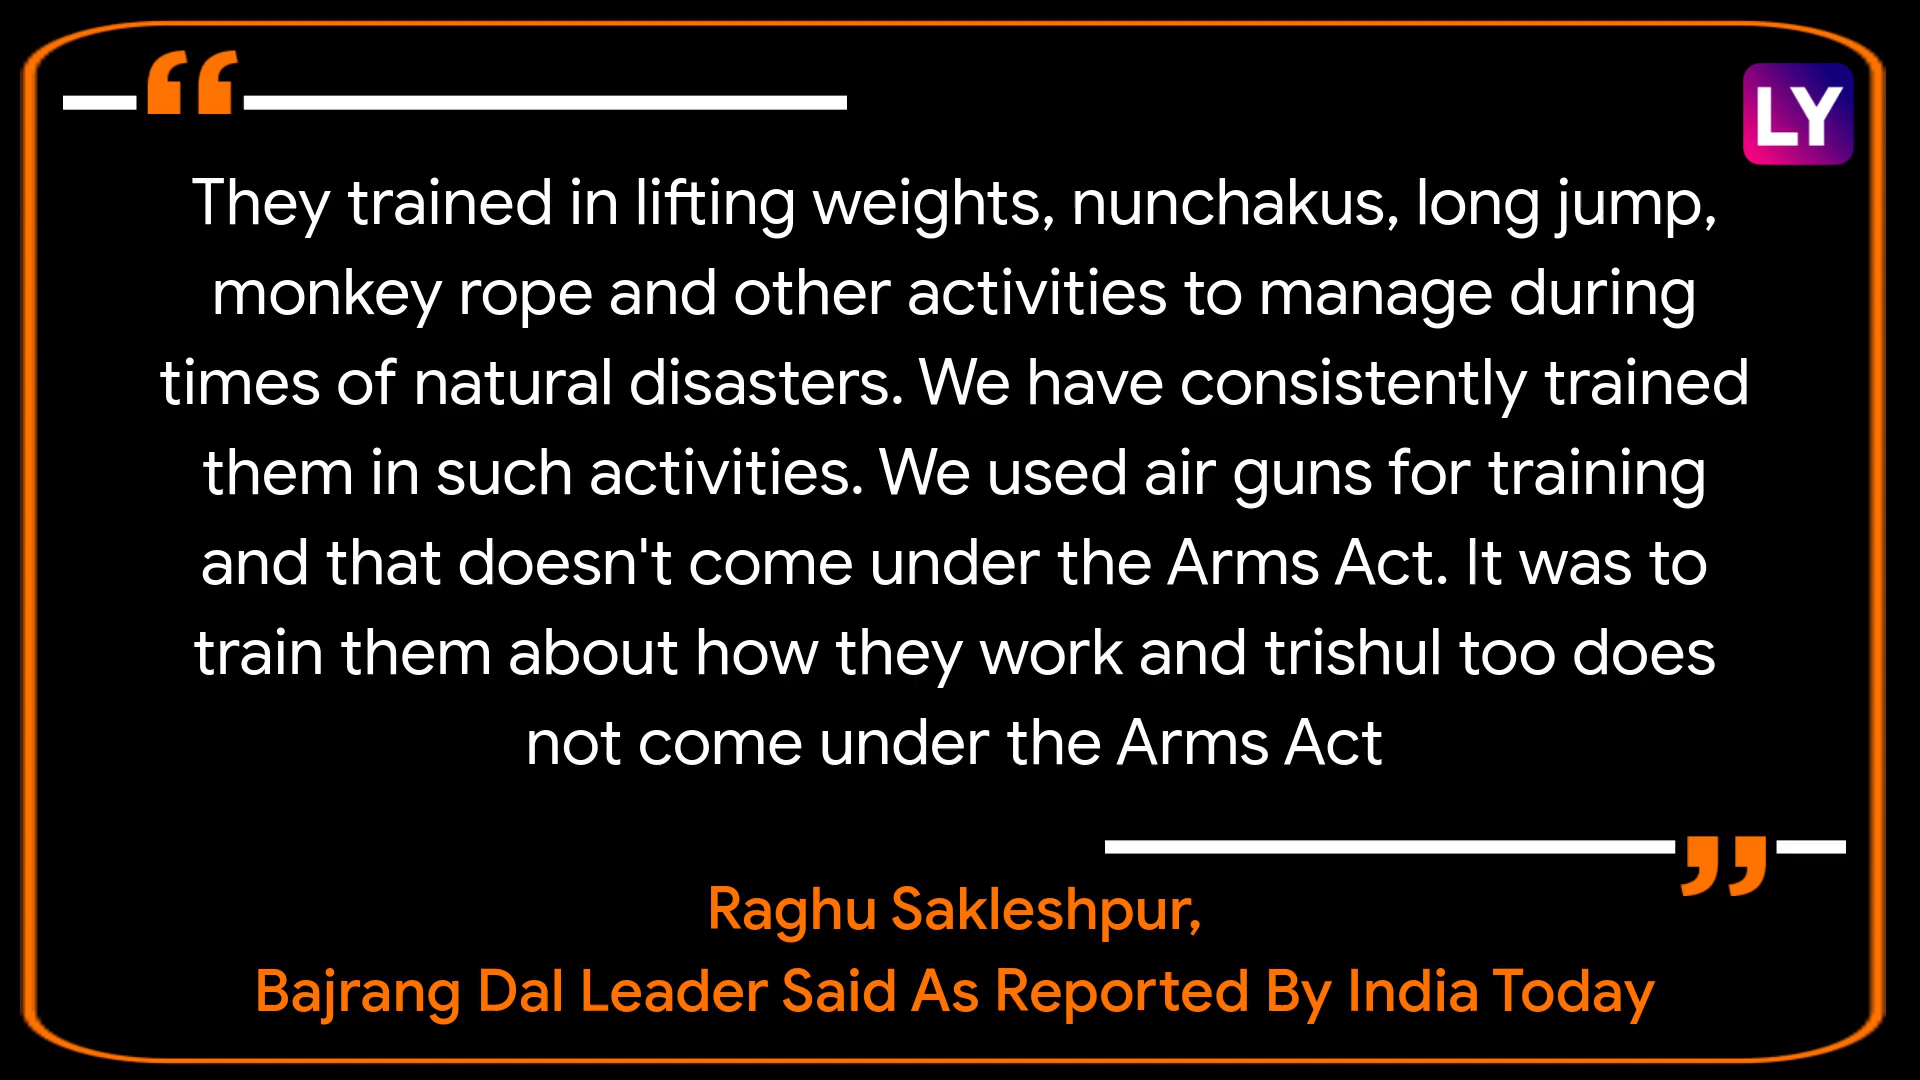 “
LY
They trained in lifting weights, nunchakus, long jump,
monkey rope and other activities to manage during
times of natural disasters. We have consistently trained
them in such activities. We used air guns for training
and that doesn't come under the Arms Act. It was to
train them about how they work and trishul too does
not come under the Arms Act
”
Raghu Sakleshpur,
Bajrang Dal Leader Said As Reported By India Today